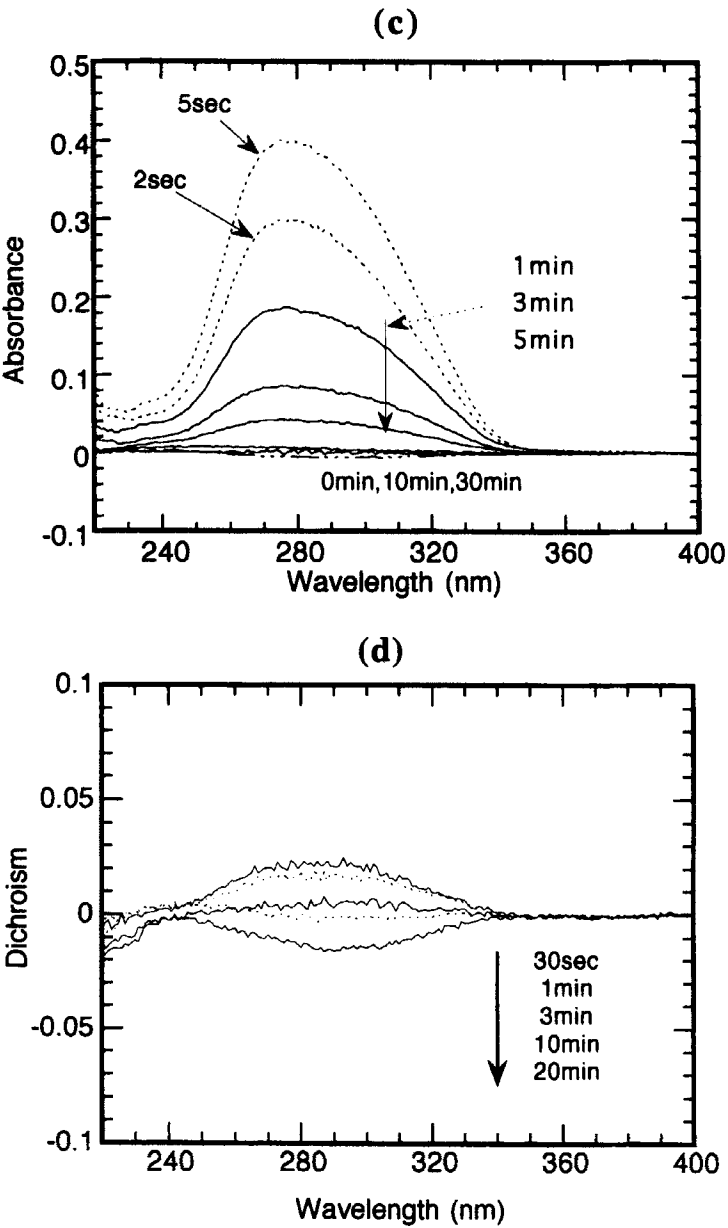 (c)
0.5
5sec
0.4
2sec
0.3
1min
0.2
3min
5min
0.1
0
0min,10min,30min
-0.1
240 280 320 360 400
Wavelength (nm)
Absorbance
(d)
0.1
0.05
0
30sec
1min
-0.05
3min
10min
20min
-0.1
240 280 320 360 400
Wavelength (nm)
Dichroism